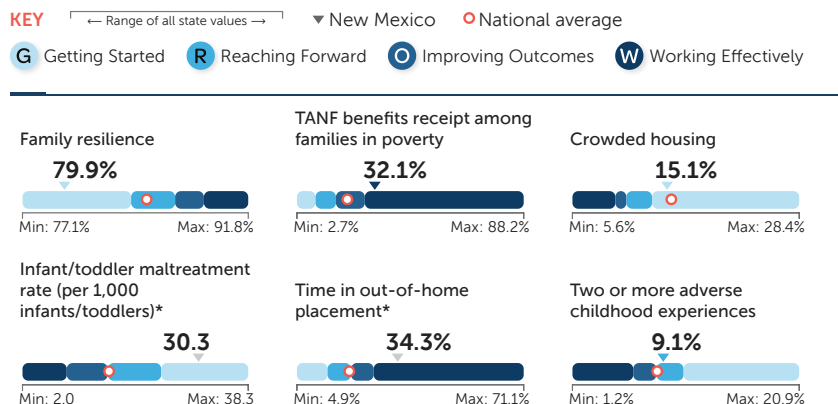 KEY
← Range of all state values →
New Mexico
National average
G Getting Started
R Reaching Forward
O Improving Outcomes
W Working Effectively
Family resilience
79.9%
Min: 77.1% Max: 91.8%
TANF benefits receipt among
families in poverty
32.1%
Min: 2.7% Max: 88.2%
Crowded housing
15.1%
Min: 5.6% Max: 28.4%
Infant/toddler maltreatment
rate (per 1,000
infants/toddlers)*
30.3
Min: 2.0 Max: 38.3
Time in out-of-home
placement*
34.3%
Min: 4.9% Max: 71.1%
Two or more adverse
childhood experiences
9.1%
Min: 1.2% Max: 20.9%